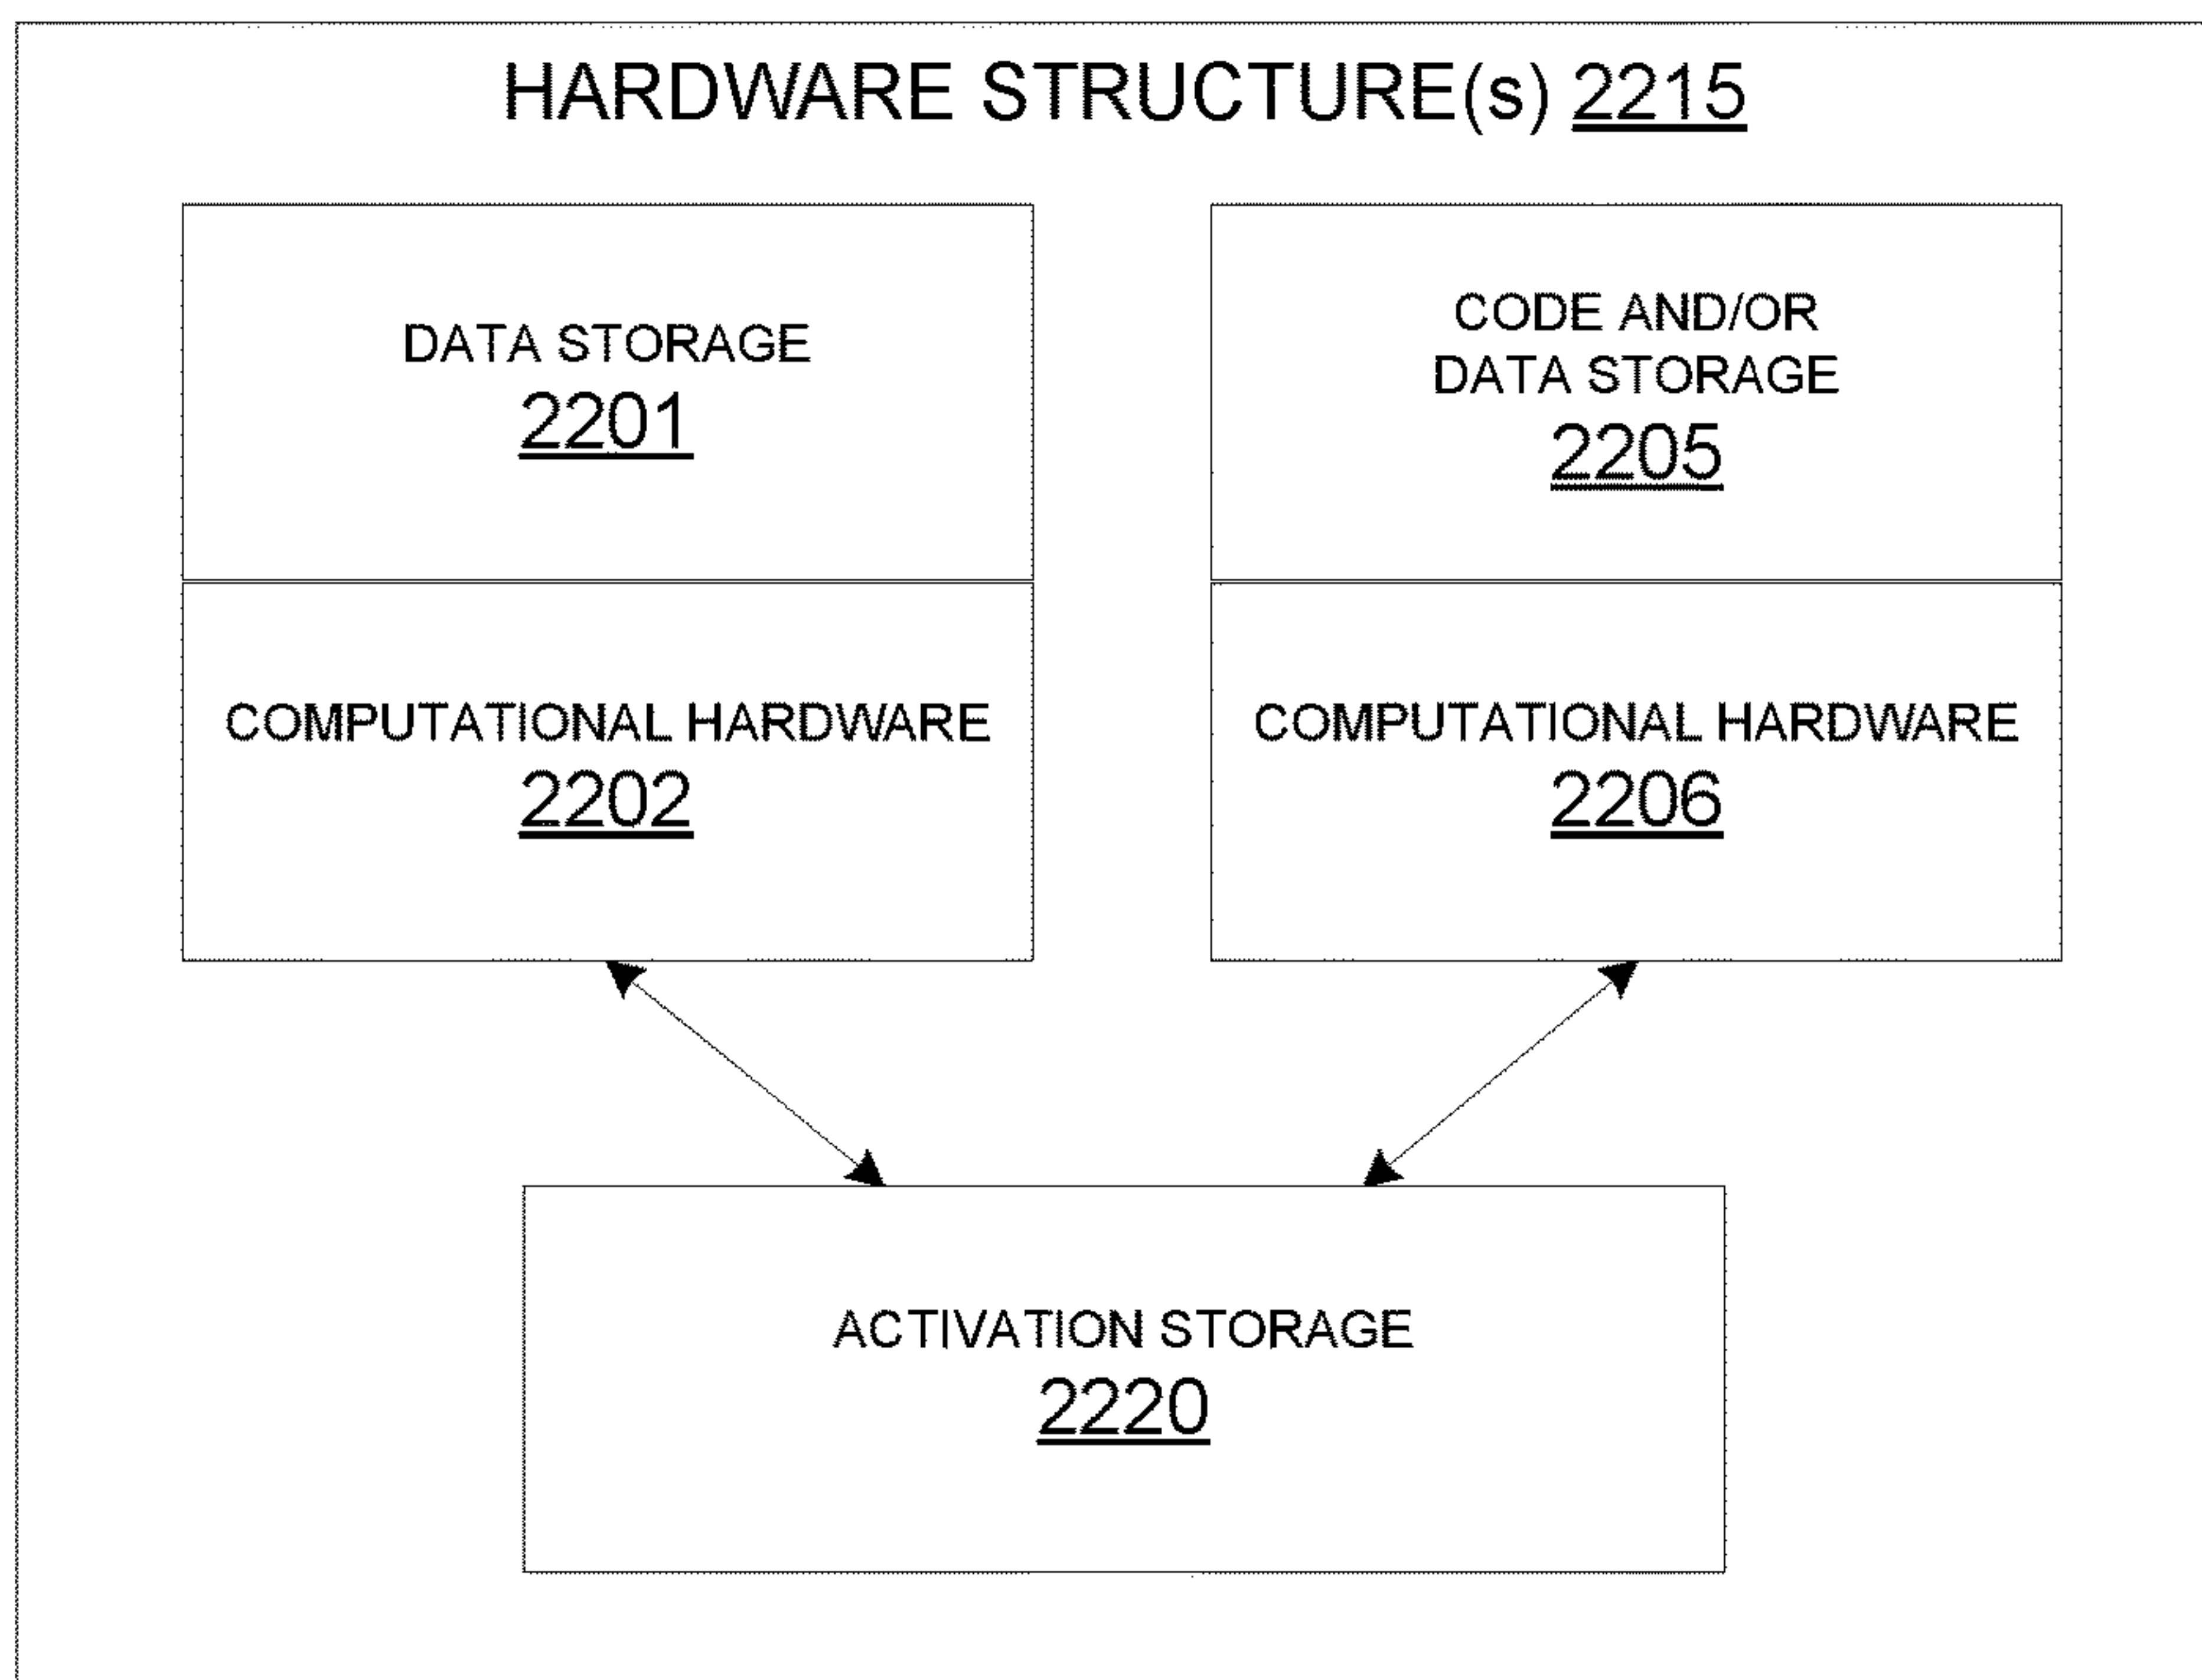 HARDWARE STRUCTURE(s) 2215
DATA STORAGE
2201
COMPUTATIONAL HARDWARE
2202
CODE AND/OR
DATA STORAGE
2205
COMPUTATIONAL HARDWARE
2206
ACTIVATION STORAGE
2220